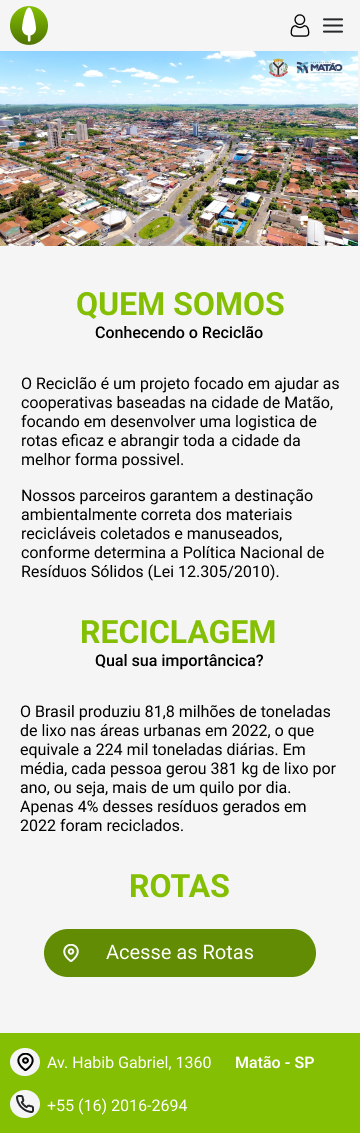 MATÃO
QUEM SOMOS
Conhecendo o Reciclão
O Reciclão é um projeto focado em ajudar as
cooperativas baseadas na cidade de Matão,
focando em desenvolver uma logistica de
rotas eficaz e abrangir toda a cidade da
melhor forma possivel.
Nossos parceiros garantem a destinação
ambientalmente correta dos materiais
recicláveis coletados e manuseados,
conforme determina a Política Nacional de
Resíduos Sólidos (Lei 12.305/2010).
RECICLAGEM
Qual sua importâncica?
O Brasil produziu 81,8 milhões de toneladas
de lixo nas áreas urbanas em 2022, o que
equivale a 224 mil toneladas diárias. Em
média, cada pessoa gerou 381 kg de lixo por
ano, ou seja, mais de um quilo por dia.
Apenas 4% desses resíduos gerados em
2022 foram reciclados.
ROTAS
Acesse as Rotas
Av. Habib Gabriel, 1360 Matão - SP
+55 (16) 2016-2694